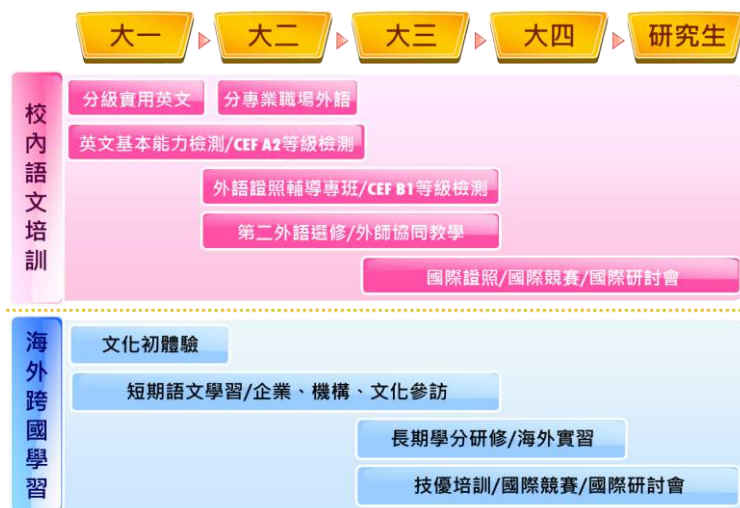 大一
大二
大三
大四
研究生
校內語文培訓
分級實用英文
分專業職場外語
英文基本能力檢測/CEF A2等級檢測
外語證照輔導專班/CEF B1等級檢測
第二外語選修/外師協同教學
國際證照/國際競賽/國際研討會
海外跨國學習
文化初體驗
短期語文學習/企業、機構、文化參訪
長期學分研修/海外實習
技優培訓/國際競賽/國際研討會